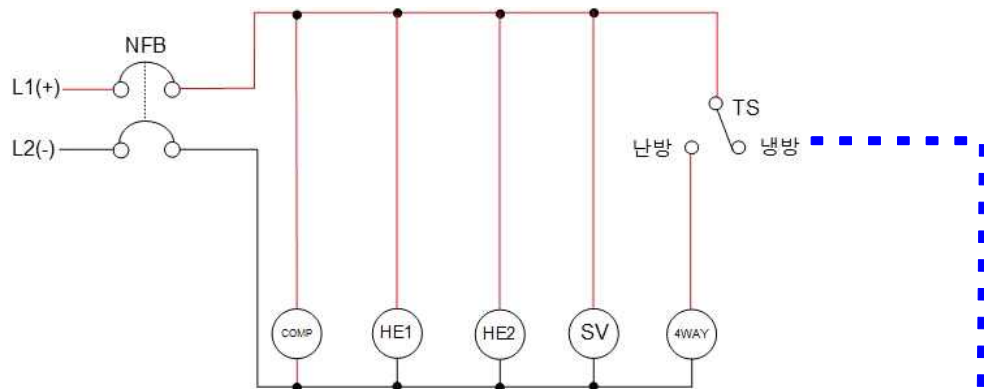 NFB
L1(+)
TS
L2(-)
난방
냉방
COMP
HE1
HE2
SV
4WAY